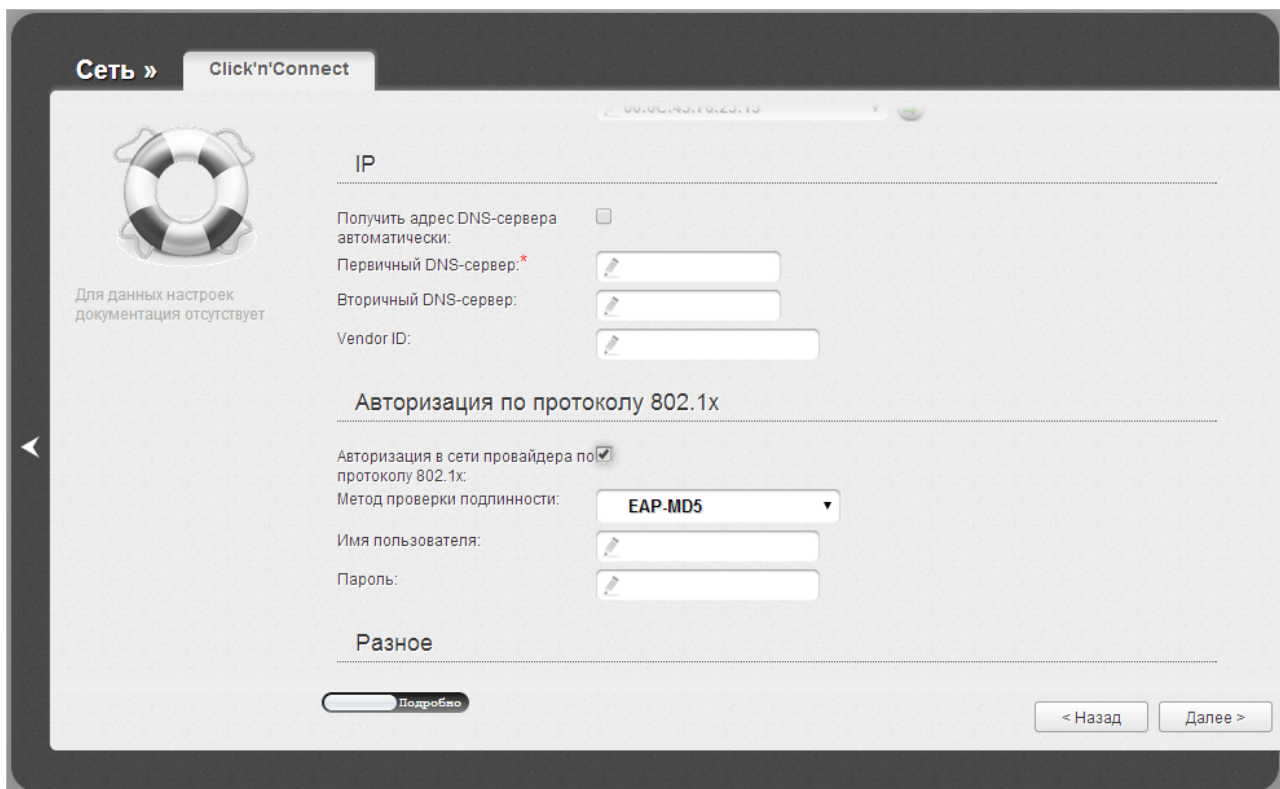 Сеть »
Click'n'Connect
IP
Получить адрес DNS-сервера
автоматически:
Первичный DNS-сервер:*
Вторичный DNS-сервер:
Vendor ID:
Для данных настроек
документация отсутствует
Авторизация по протоколу 802.1x
Авторизация в сети провайдера по
протоколу 802.1x:
Метод проверки подлинности:
EAP-MD5
Имя пользователя:
Пароль:
Разное
Подробно
< Назад
Далее >